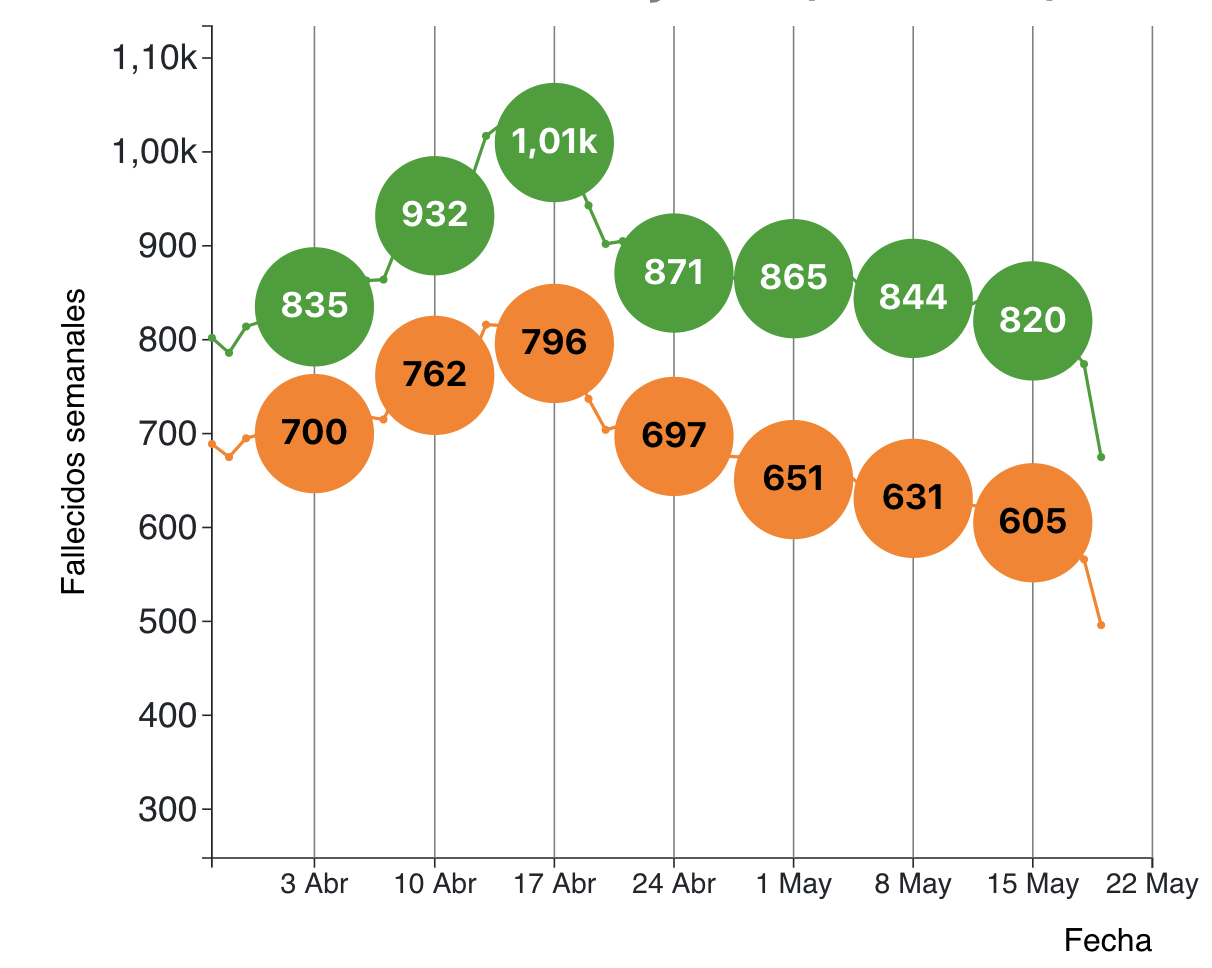 1,10k
1,00k
900
800
700
600
500
400
300
Fallecidos semanales
835
932
1,01k
871
865
844
820
700
762
796
697
651
631
605
3 Abr
10 Abr
17 Abr
24 Abr
1 May
8 May
15 May
22 May
Fecha